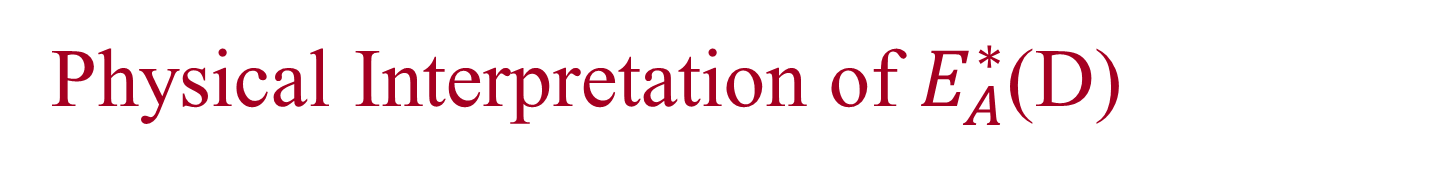 Physical Interpretation of $E_A^*$(D)